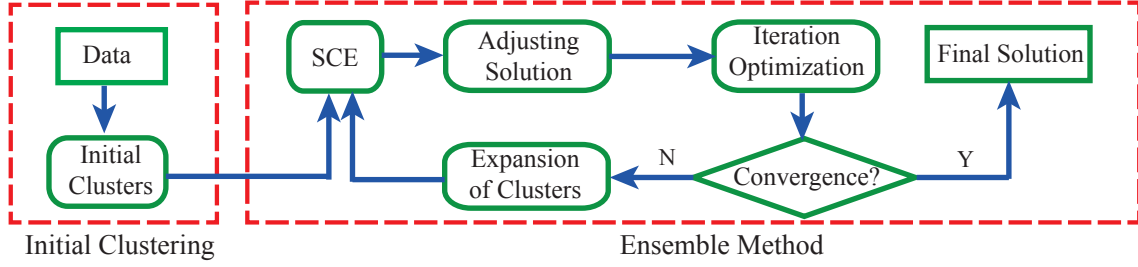 Data
Initial
Clusters
Initial Clustering
SCE
Adjusting
Solution
Iteration
Optimization
Final Solution
Expansion
of Clusters
N
Convergence?
Y
Ensemble Method